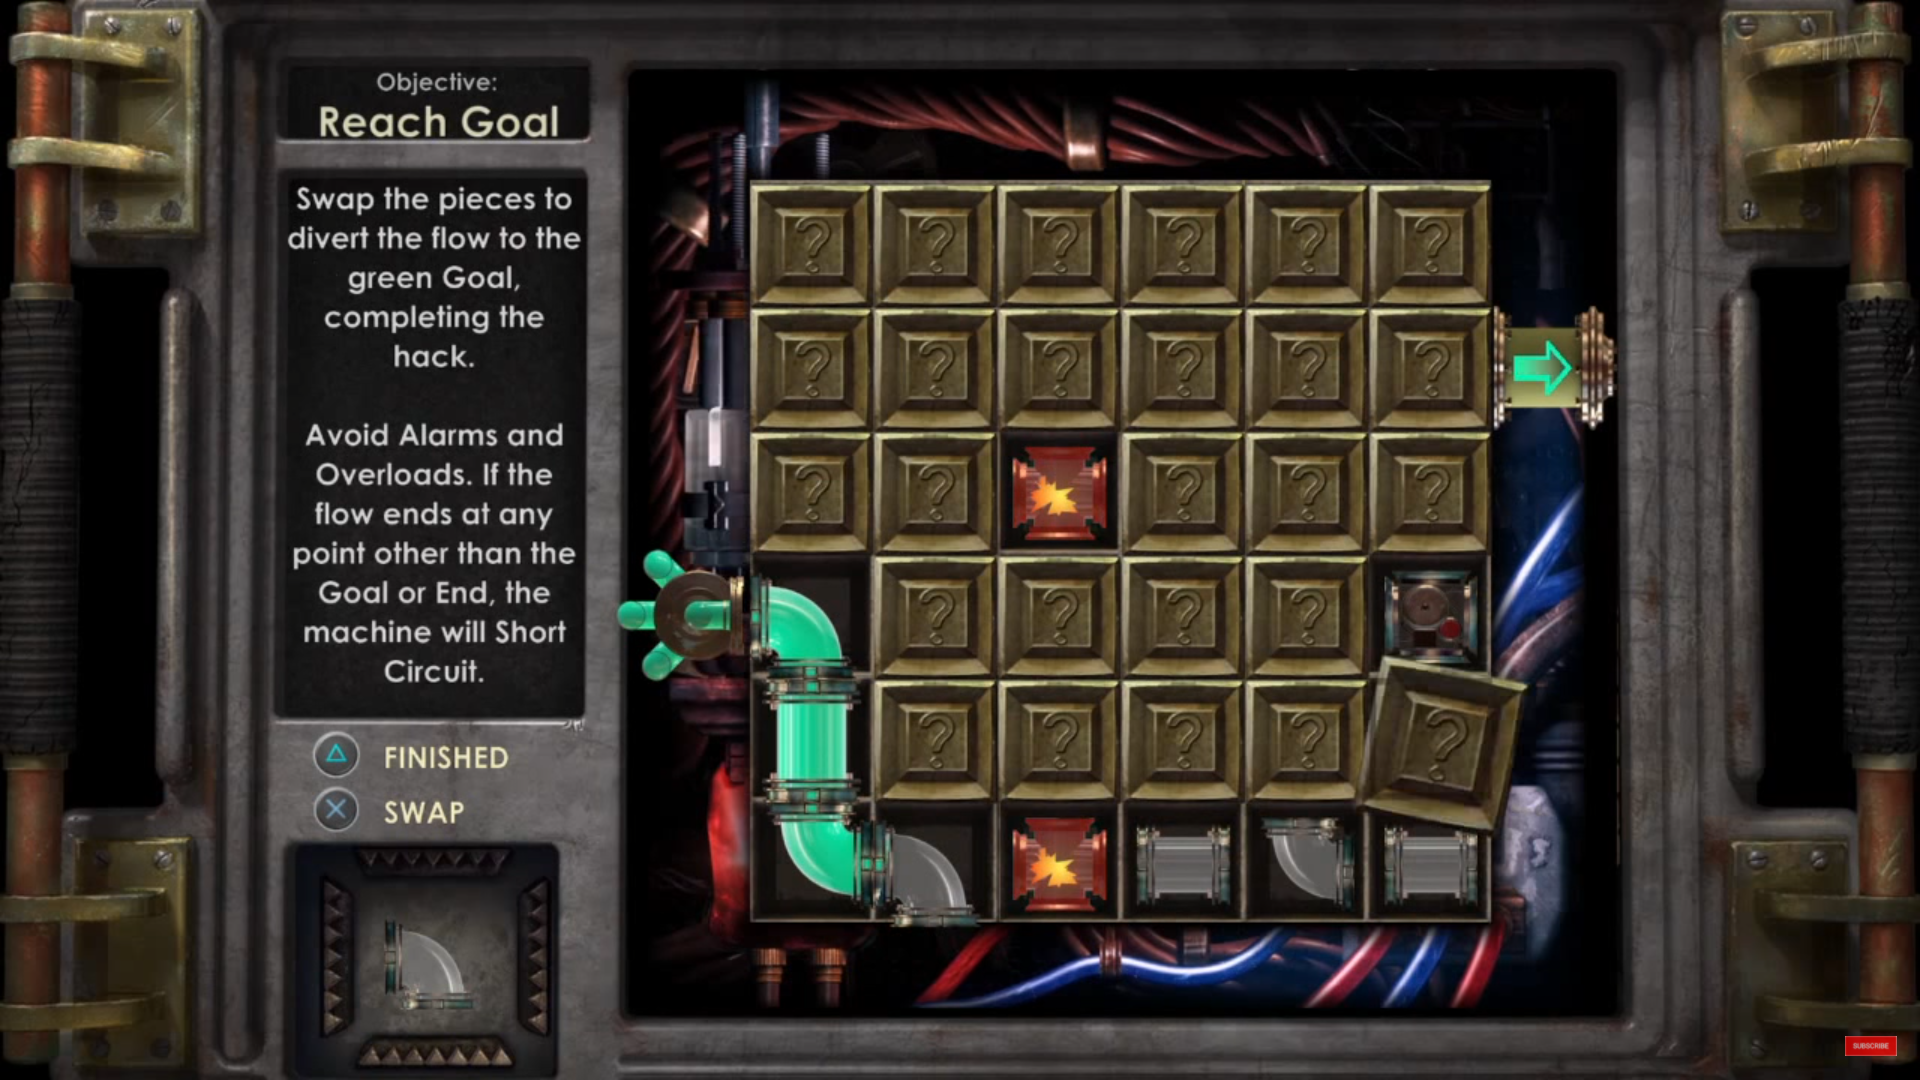 Objective:
Reach Goal
Swap the pieces to
divert the flow to the
green Goal,
completing the
hack.
Avoid Alarms and
Overloads. If the
flow ends at any
point other than the
Goal or End, the
machine will Short
Circuit.
FINISHED
SWAP
? ? ? ? ? ?
? ? ? ? ? ?
? ? ? ? ?
? ? ? ?
? ? ? ? ?
SUBSCRIBE